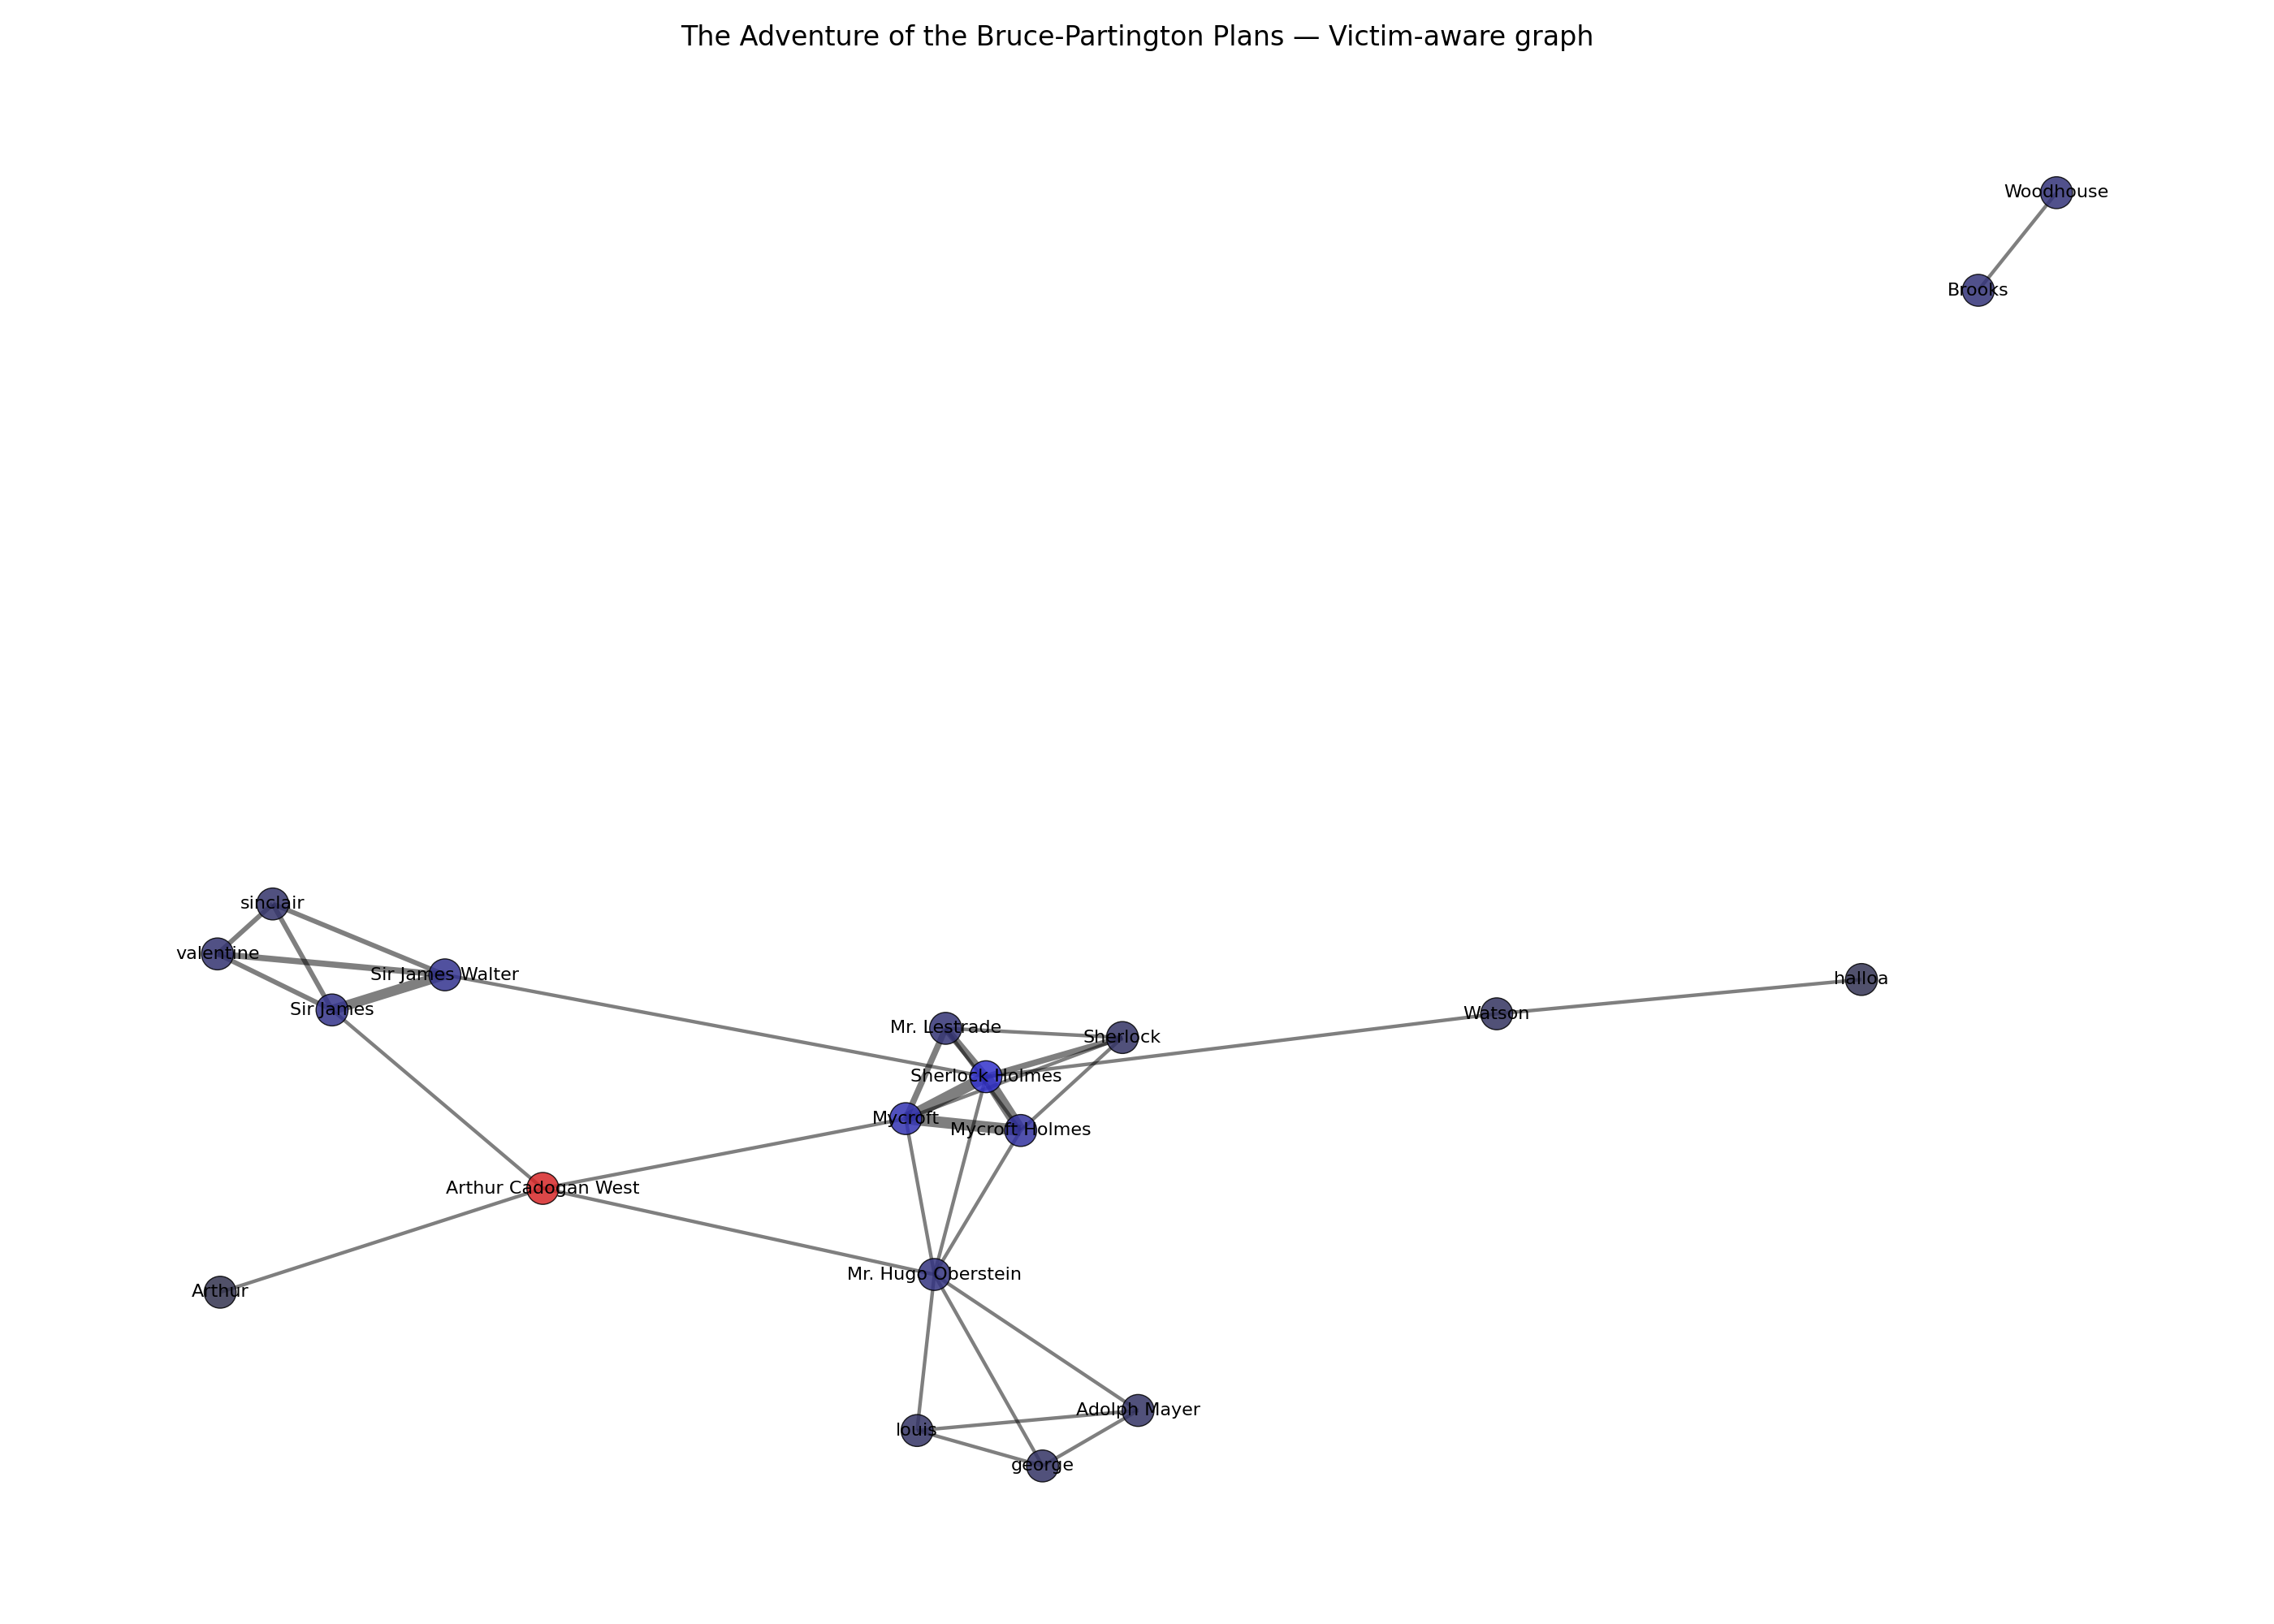 The Adventure of the Bruce-Partington Plans — Victim-aware graph
Woodhouse
Brooks
sinclair
valentine
Sir James Walter
Sir James
halloa
Watson
Mr. Lestrade
Sherlock
Sherlock Holmes
Mycroft
Mycroft Holmes
Arthur Cadogan West
Mr. Hugo Oberstein
Arthur
Adolph Mayer
louis
george